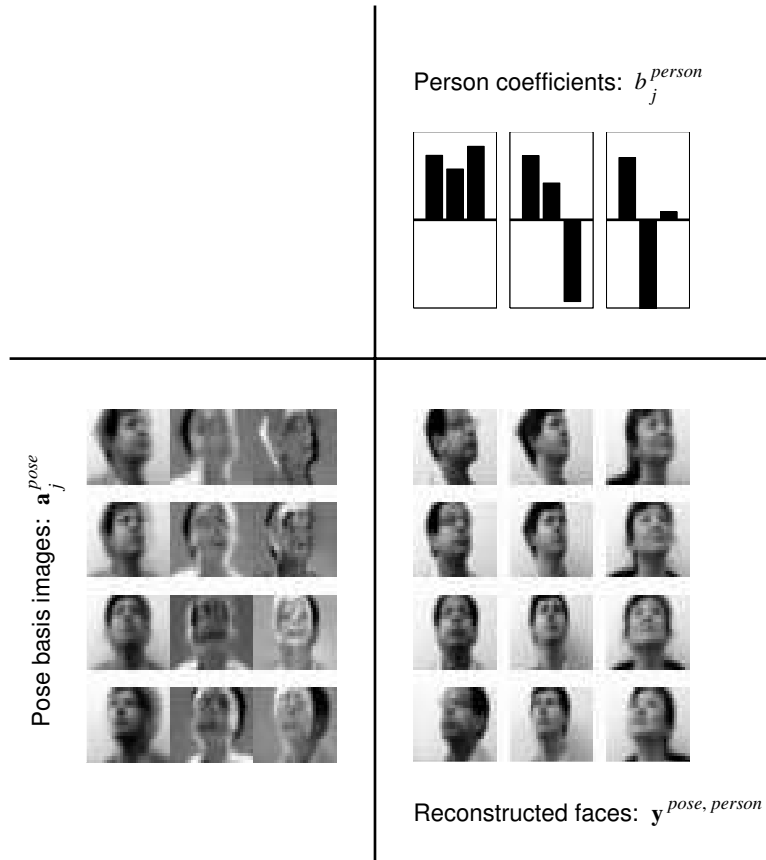 Person coefficients: b_j^{person}
Pose basis images: a_j^{pose}
Reconstructed faces: y^{pose, person}